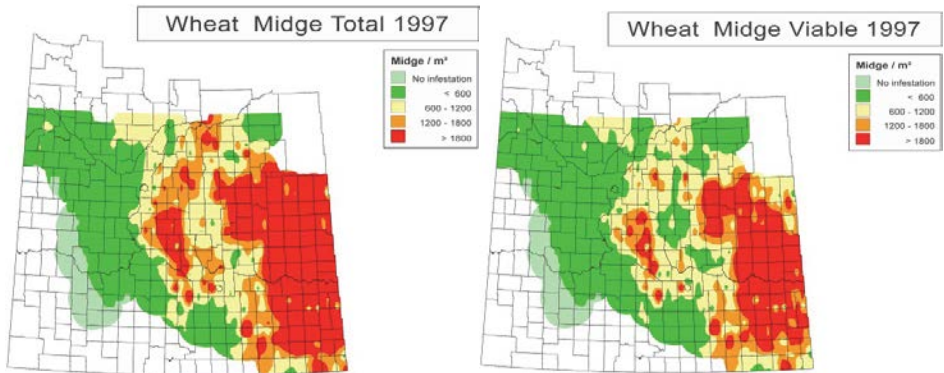 Wheat Midge Total 1997
Midge / m²
No infestation
< 600
600 - 1200
1200 - 1800
> 1800
Wheat Midge Viable 1997
Midge / m²
No infestation
< 600
600 - 1200
1200 - 1800
> 1800